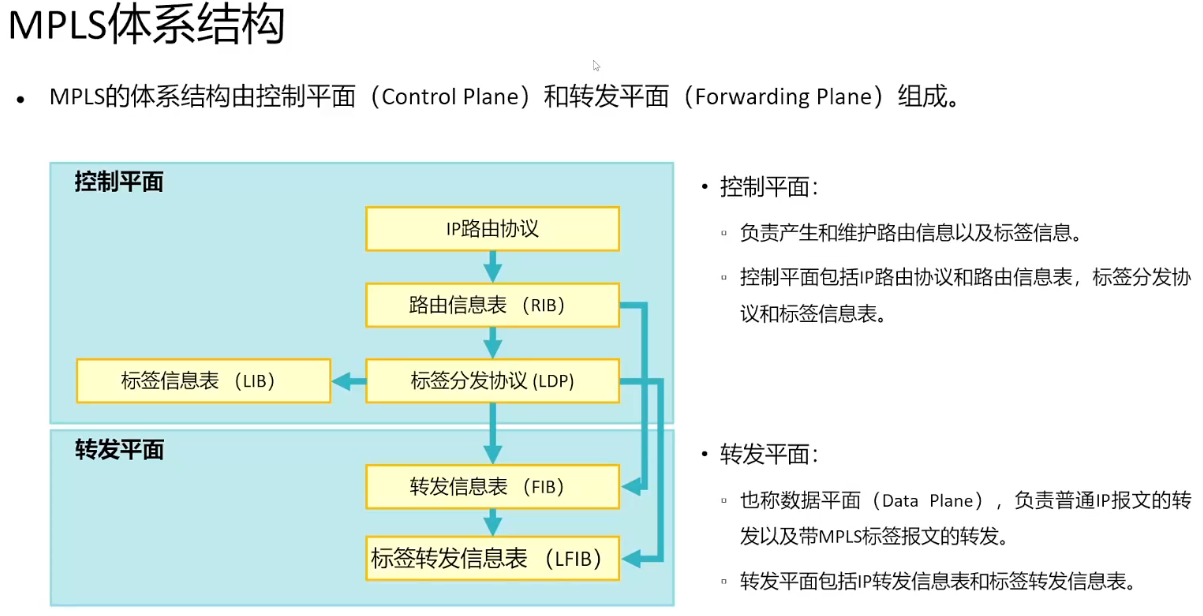 MPLS体系结构
• MPLS的体系结构由控制平面（Control Plane）和转发平面（Forwarding Plane）组成。
控制平面
IP路由协议
路由信息表 （RIB）
标签信息表 （LIB）
标签分发协议 (LDP)
转发平面
转发信息表 （FIB）
标签转发信息表 （LFIB）
• 控制平面：
▫ 负责产生和维护路由信息以及标签信息。
▫ 控制平面包括IP路由协议和路由信息表，标签分发协
议和标签信息表。
• 转发平面：
▫ 也称数据平面（Data Plane），负责普通IP报文的转
发以及带MPLS标签报文的转发。
▫ 转发平面包括IP转发信息表和标签转发信息表。